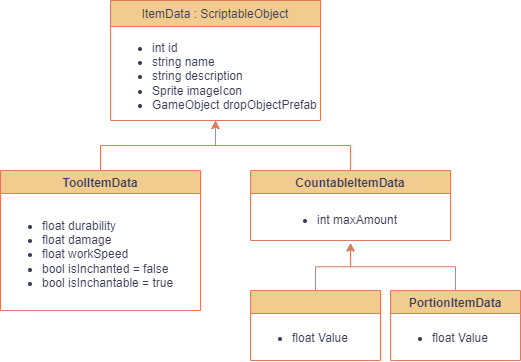 ItemData : ScriptableObject
int id
string name
string description
Sprite imageIcon
GameObject dropObjectPrefab
ToolItemData
float durability
float damage
float workSpeed
bool isInchanted = false
bool isInchantable = true
CountableItemData
int maxAmount
float Value
PortionItemData
float Value